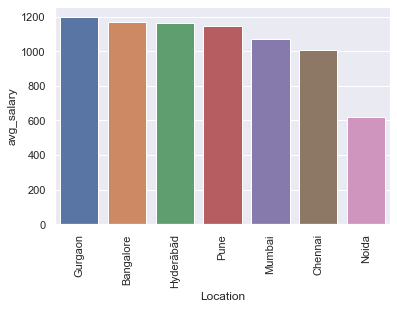 1200
1000
800
600
400
200
0
avg_salary
Gurgaon
Bangalore
Hyderābād
Pune
Mumbai
Chennai
Noida
Location